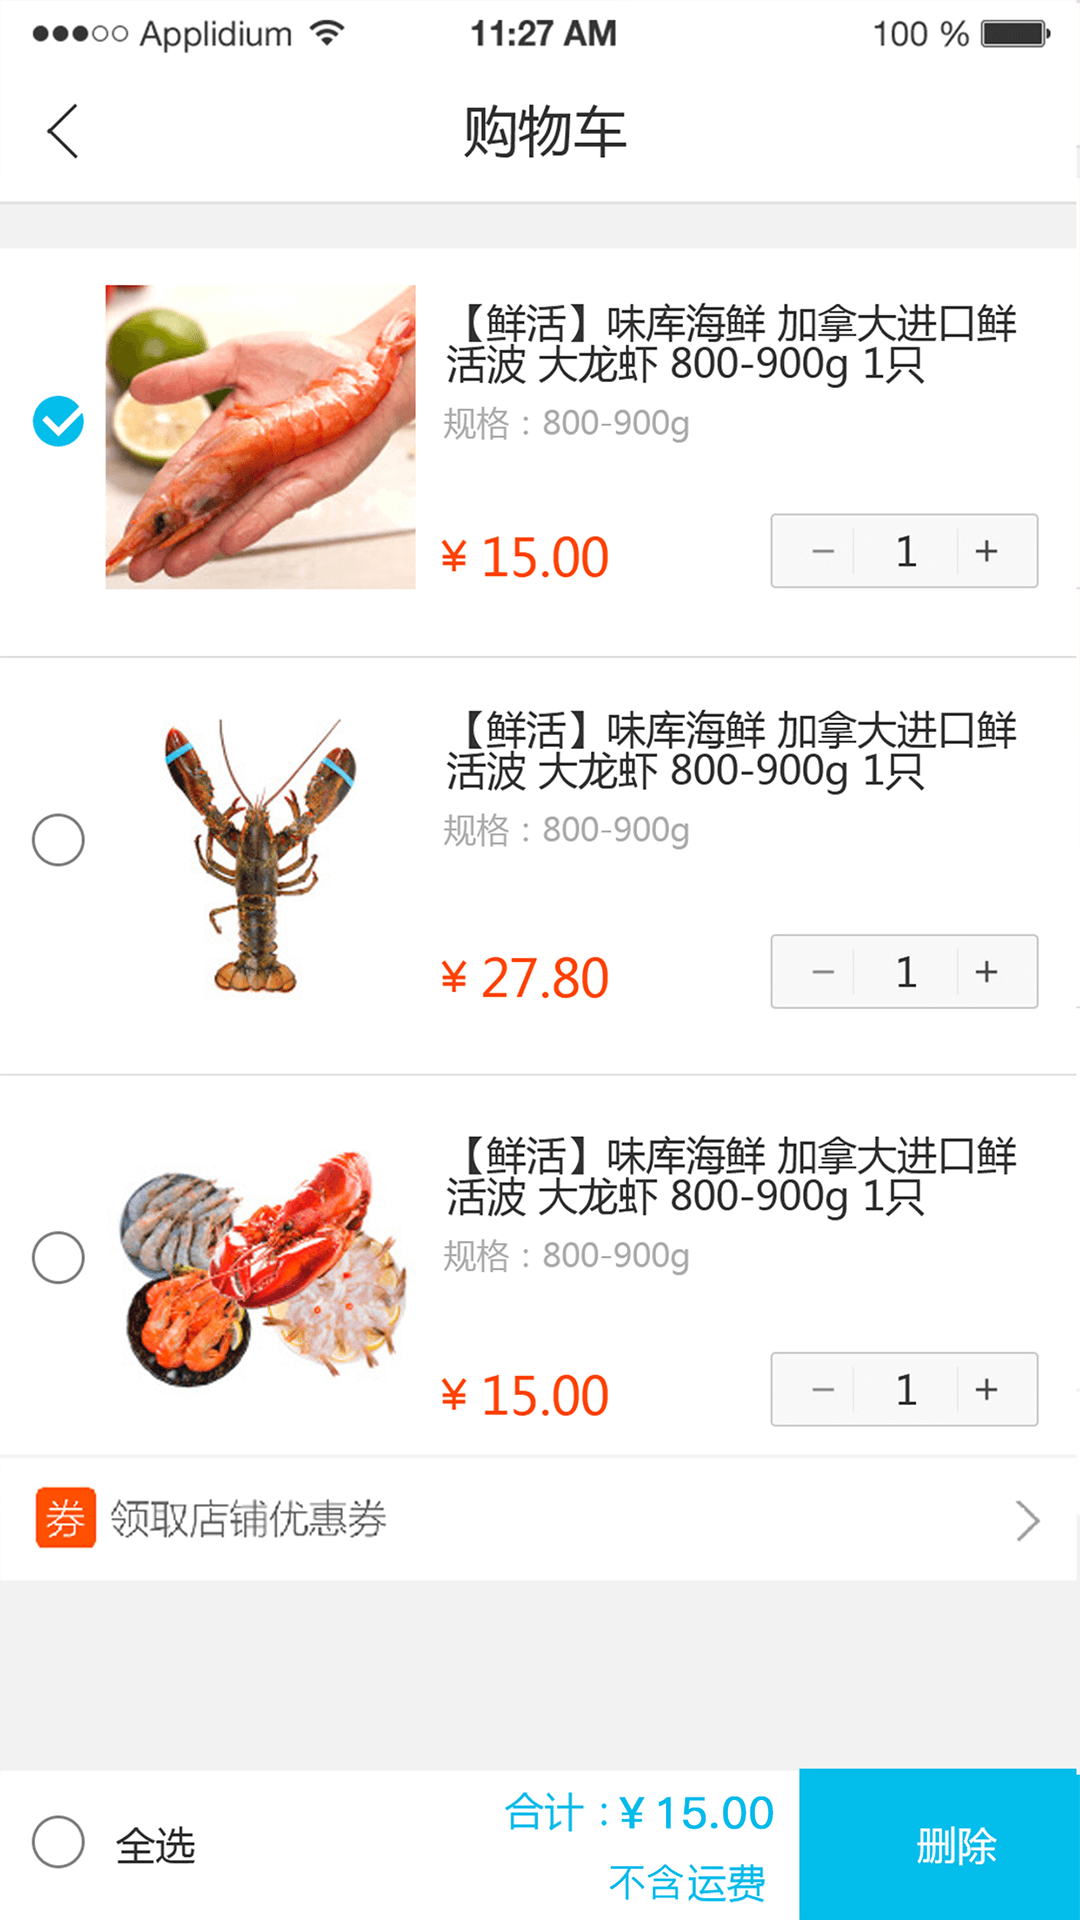 Applidium 11:27 AM 100 %
购物车
【鲜活】味库海鲜 加拿大进口鲜
活波 大龙虾 800-900g 1只
规格：800-900g
¥ 15.00 － 1 +
【鲜活】味库海鲜 加拿大进口鲜
活波 大龙虾 800-900g 1只
规格：800-900g
¥ 27.80 － 1 +
【鲜活】味库海鲜 加拿大进口鲜
活波 大龙虾 800-900g 1只
规格：800-900g
¥ 15.00 － 1 +
券 领取店铺优惠券
合计：¥ 15.00
全选 删除
不含运费